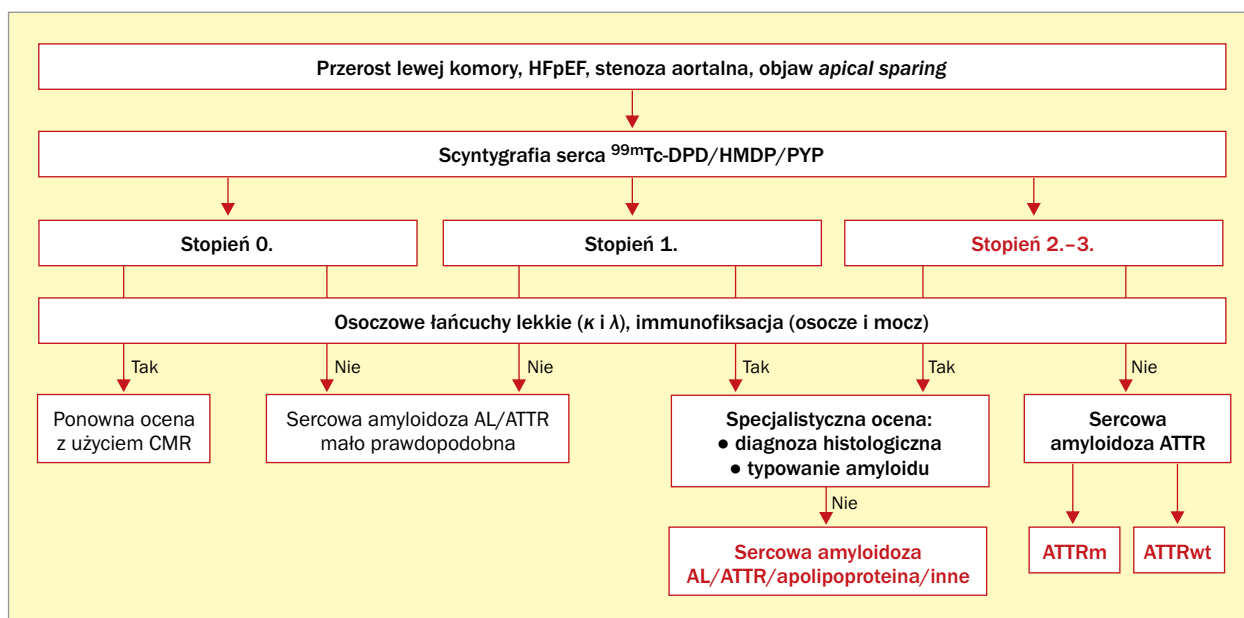 Przerost lewej komory, HFpEF, stenoza aortalna, objaw apical sparing
Scyntygrafia serca ⁹⁹ᵐTc-DPD/HMDP/PYP
Stopień 0.
Stopień 1.
Stopień 2.–3.
Osoczowe łańcuchy lekkie (κ i λ), immunofiksacja (osocze i mocz)
Tak
Nie
Nie
Tak
Tak
Nie
Ponowna ocena
z użyciem CMR
Sercowa amyloidoza AL/ATTR
mało prawdopodobna
Specjalistyczna ocena:
● diagnoza histologiczna
● typowanie amyloidu
Sercowa
amyloidoza ATTR
Nie
Sercowa amyloidoza
AL/ATTR/apolipoproteina/inne
ATTRm
ATTRwt